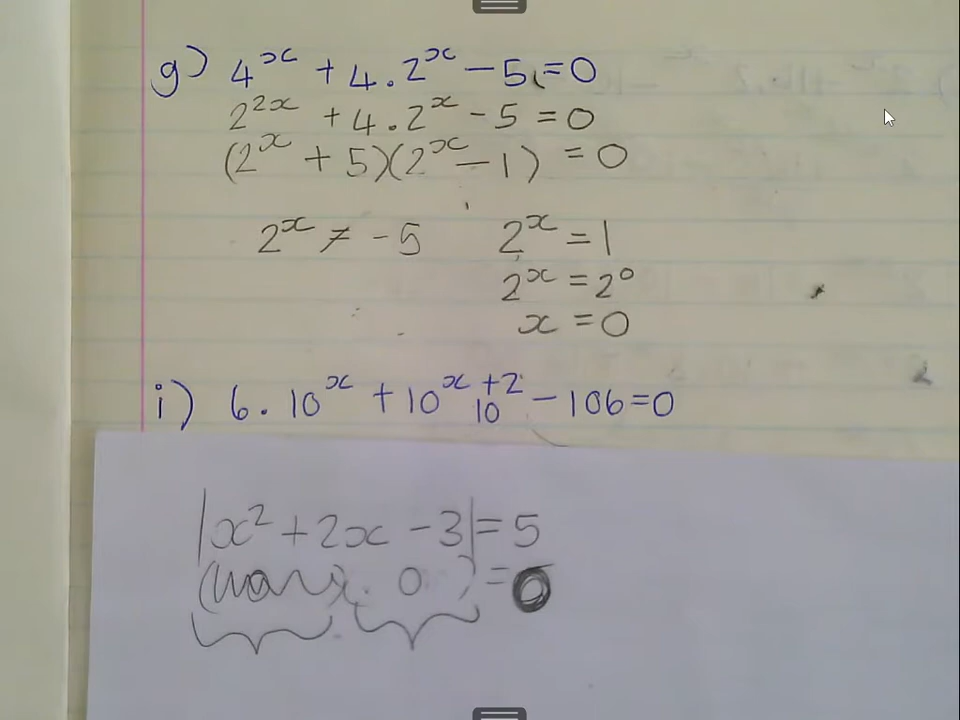 g) 4^x + 4.2^x - 5 = 0
2^2x + 4.2^x - 5 = 0
(2^x + 5)(2^x - 1) = 0
2^x ≠ -5 2^x = 1
2^x = 2^0
x = 0
i) 6.10^x + 10^x+2 - 106 = 0
10
|x² + 2x - 3| = 5
0 ) = 0